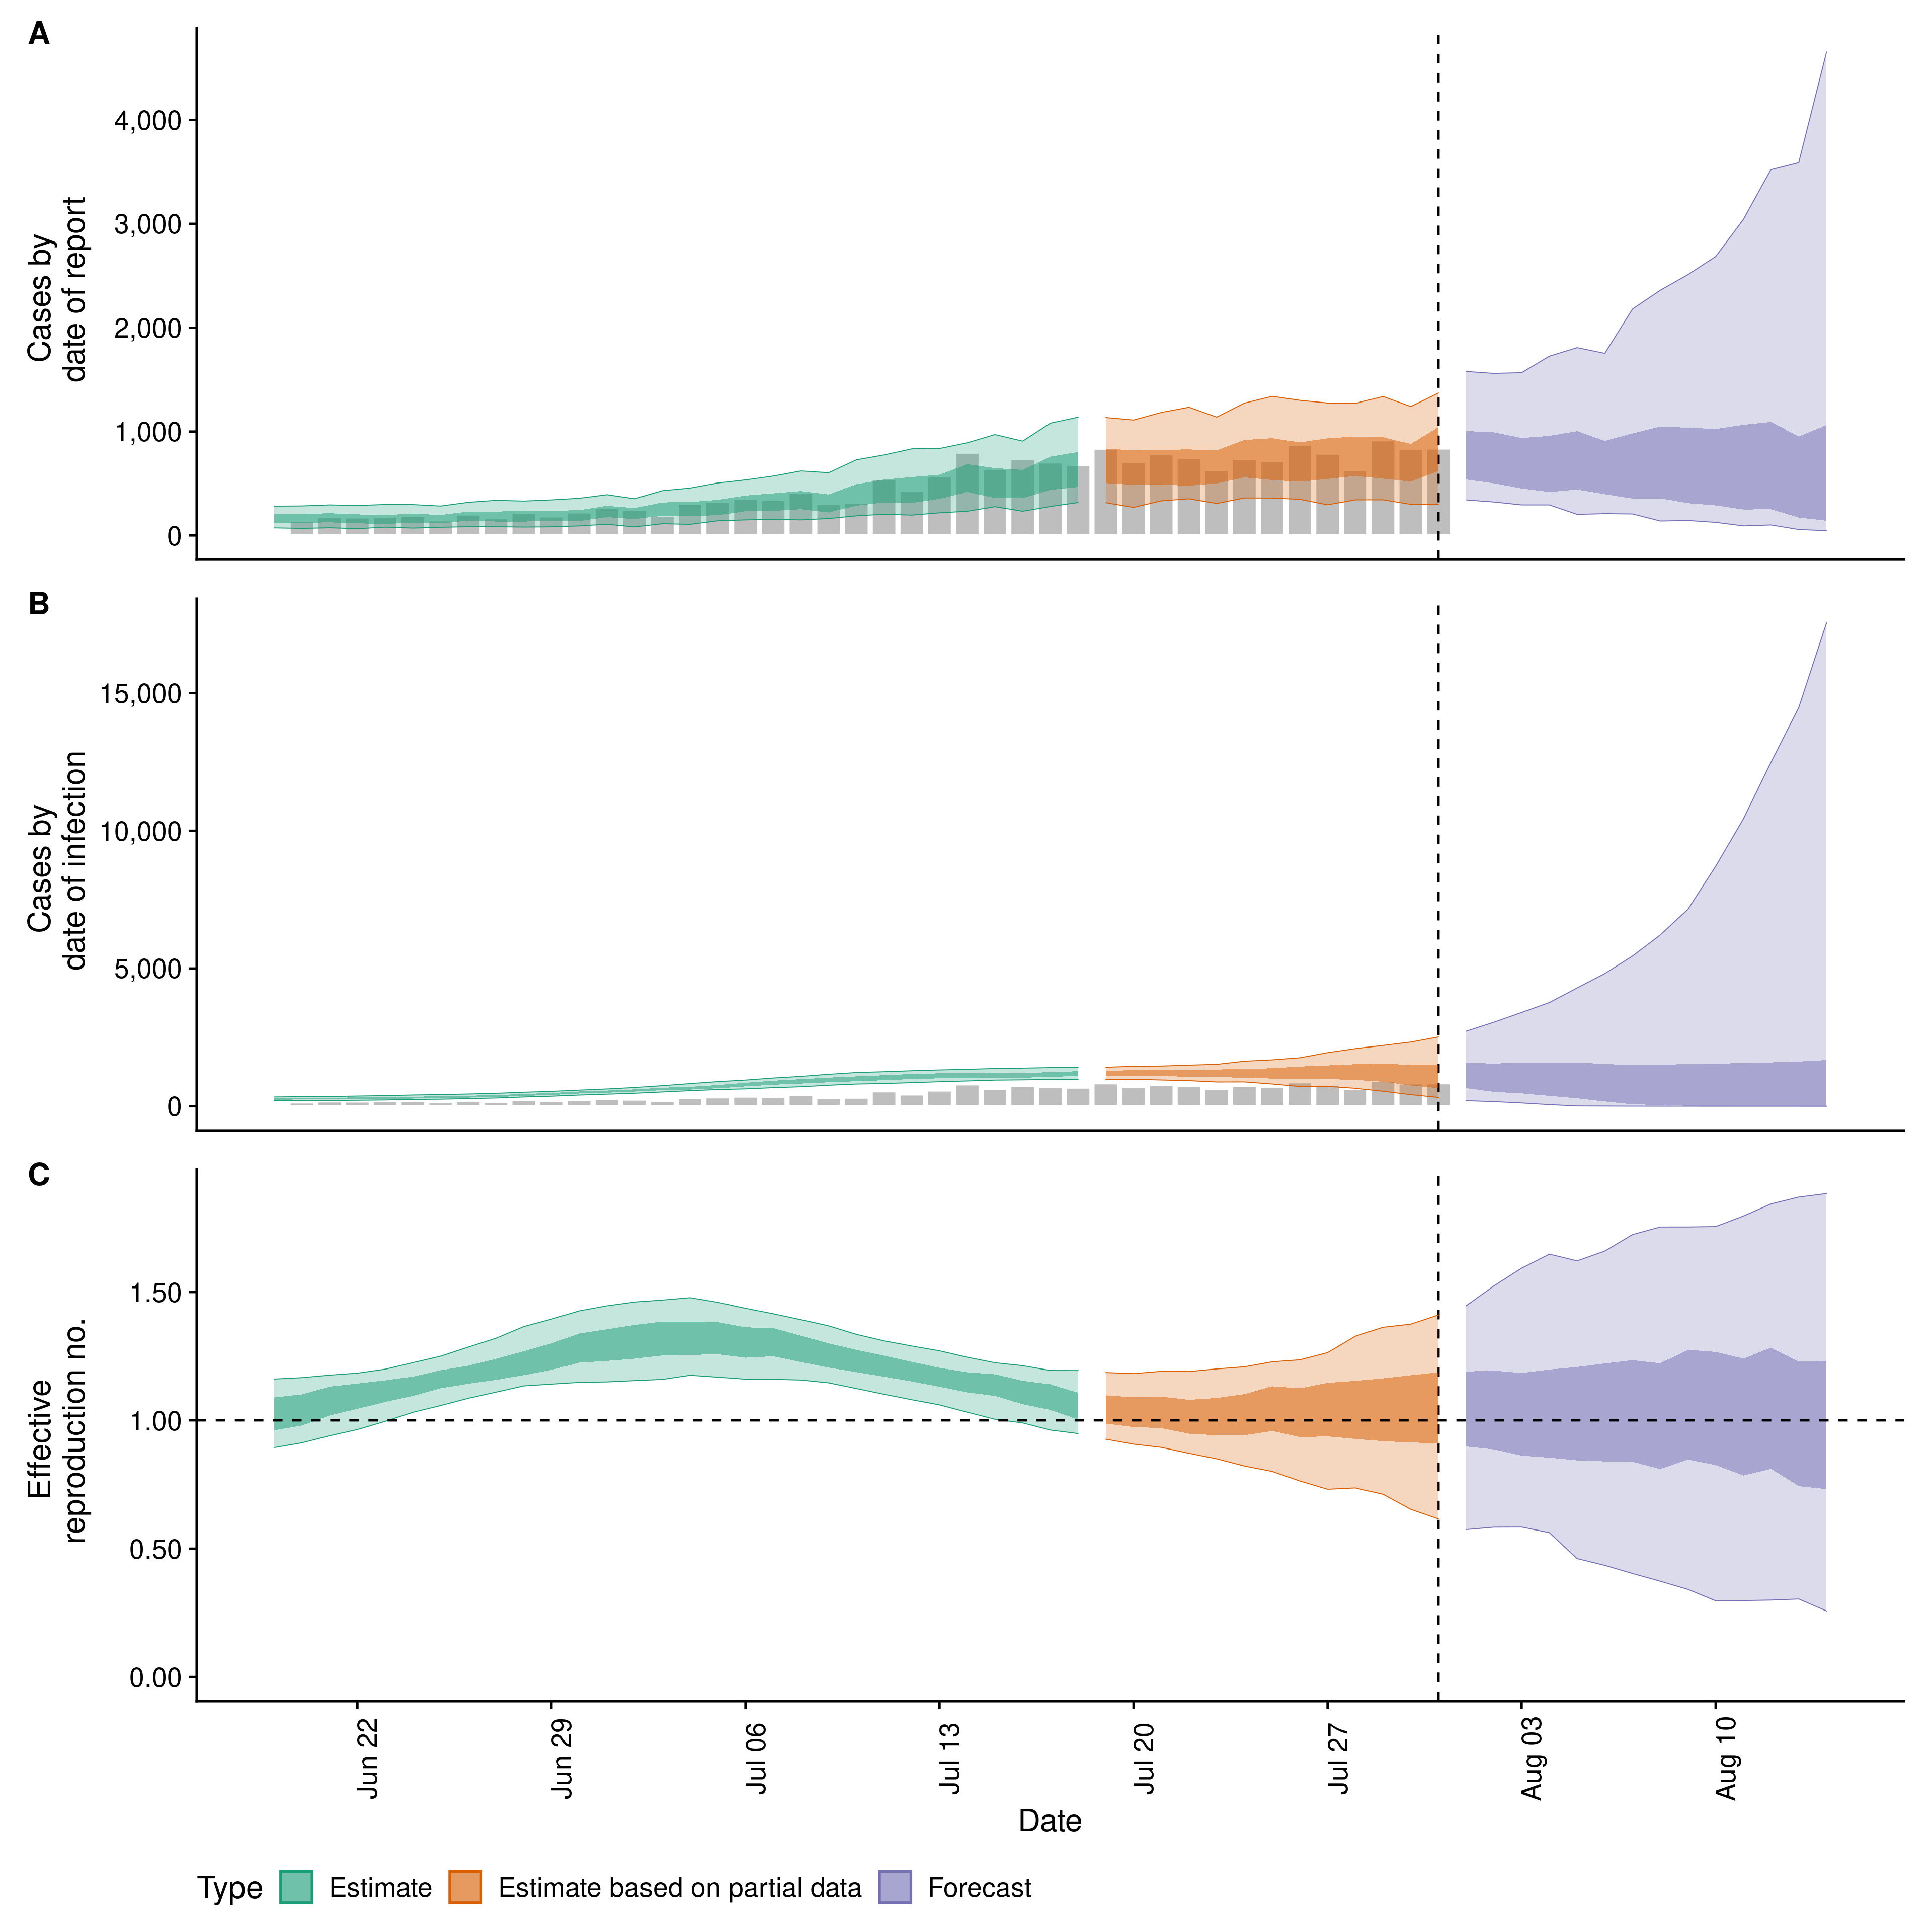 A
Cases by
date of report
4,000
3,000
2,000
1,000
0
B
Cases by
date of infection
15,000
10,000
5,000
0
C
Effective
reproduction no.
1.50
1.00
0.50
0.00
Jun 22
Jun 29
Jul 06
Jul 13
Jul 20
Jul 27
Aug 03
Aug 10
Date
Type
Estimate
Estimate based on partial data
Forecast